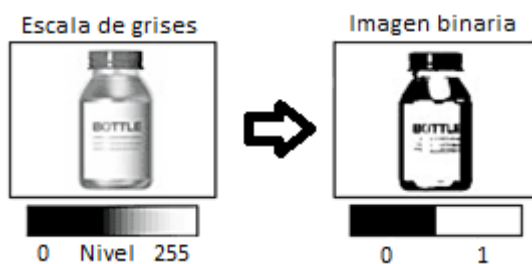 Escala de grises
Imagen binaria
BOTTLE
BOTTLE
0 Nivel 255
0 1